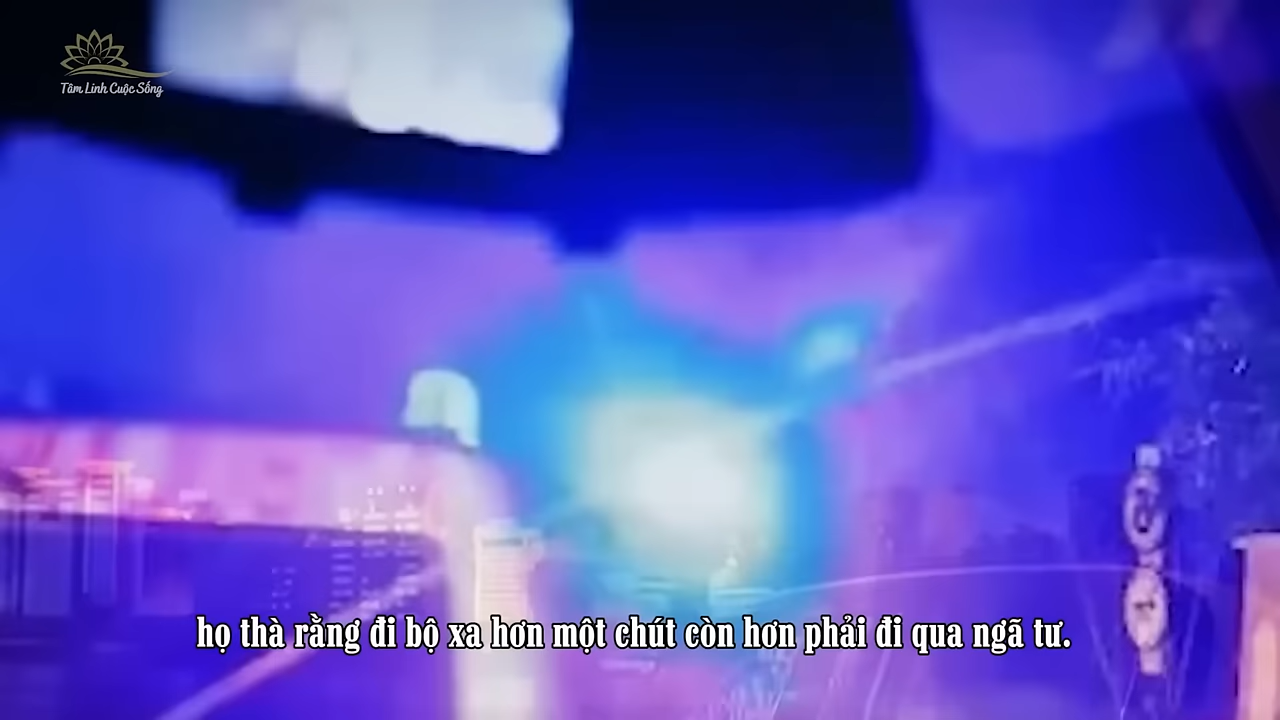 Tâm Linh Cuộc Sống
họ thà rằng đi bộ xa hơn một chút còn hơn phải đi qua ngã tư.